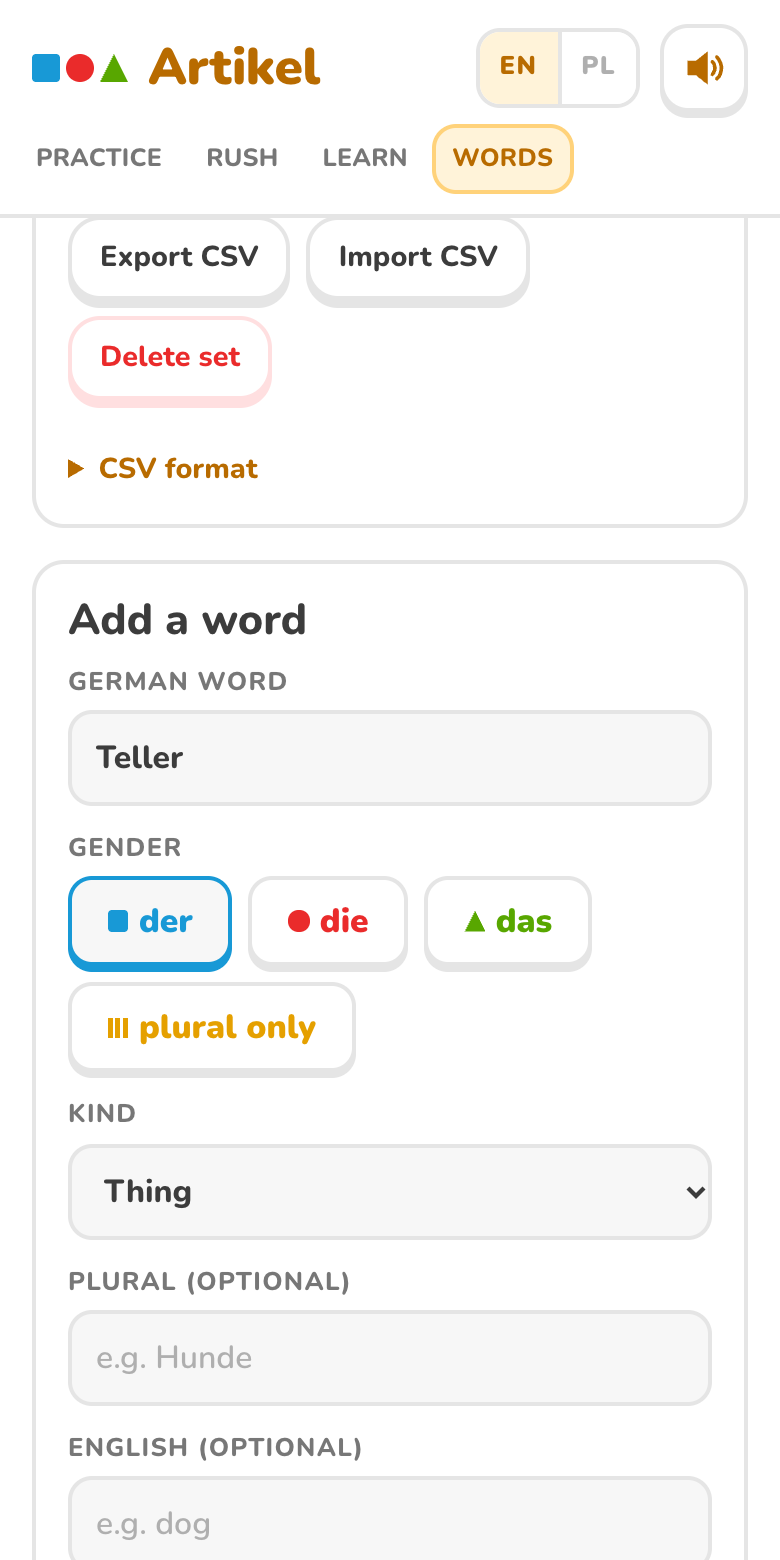 Artikel
EN PL
PRACTICE RUSH LEARN WORDS
Export CSV Import CSV
Delete set
CSV format
Add a word
GERMAN WORD
Teller
GENDER
der die das
plural only
KIND
Thing
PLURAL (OPTIONAL)
e.g. Hunde
ENGLISH (OPTIONAL)
e.g. dog